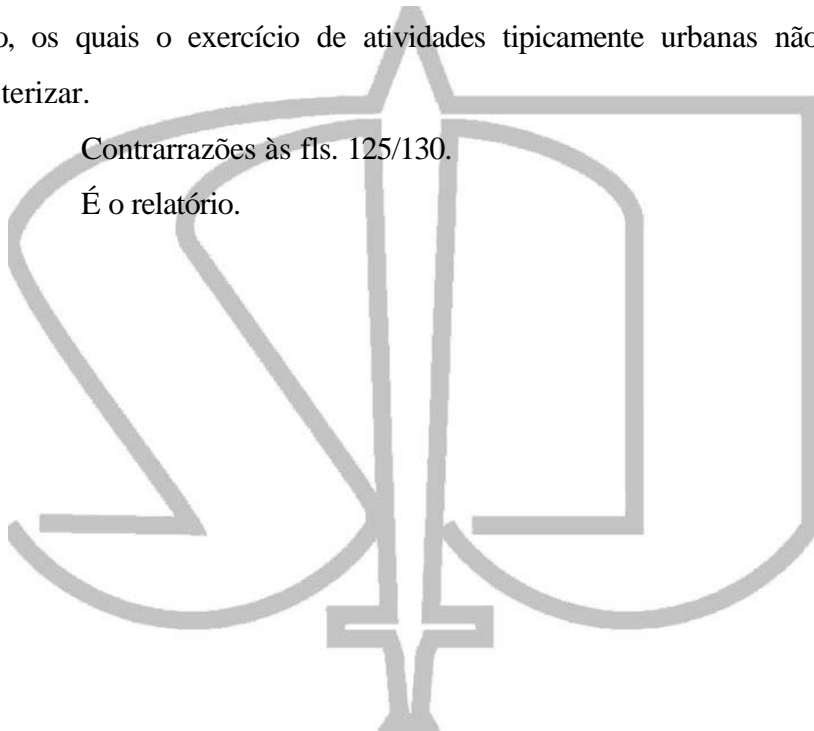 o, os quais o exercício de atividades tipicamente urbanas não
terizar.
Contrarrazões às fls. 125/130.
É o relatório.